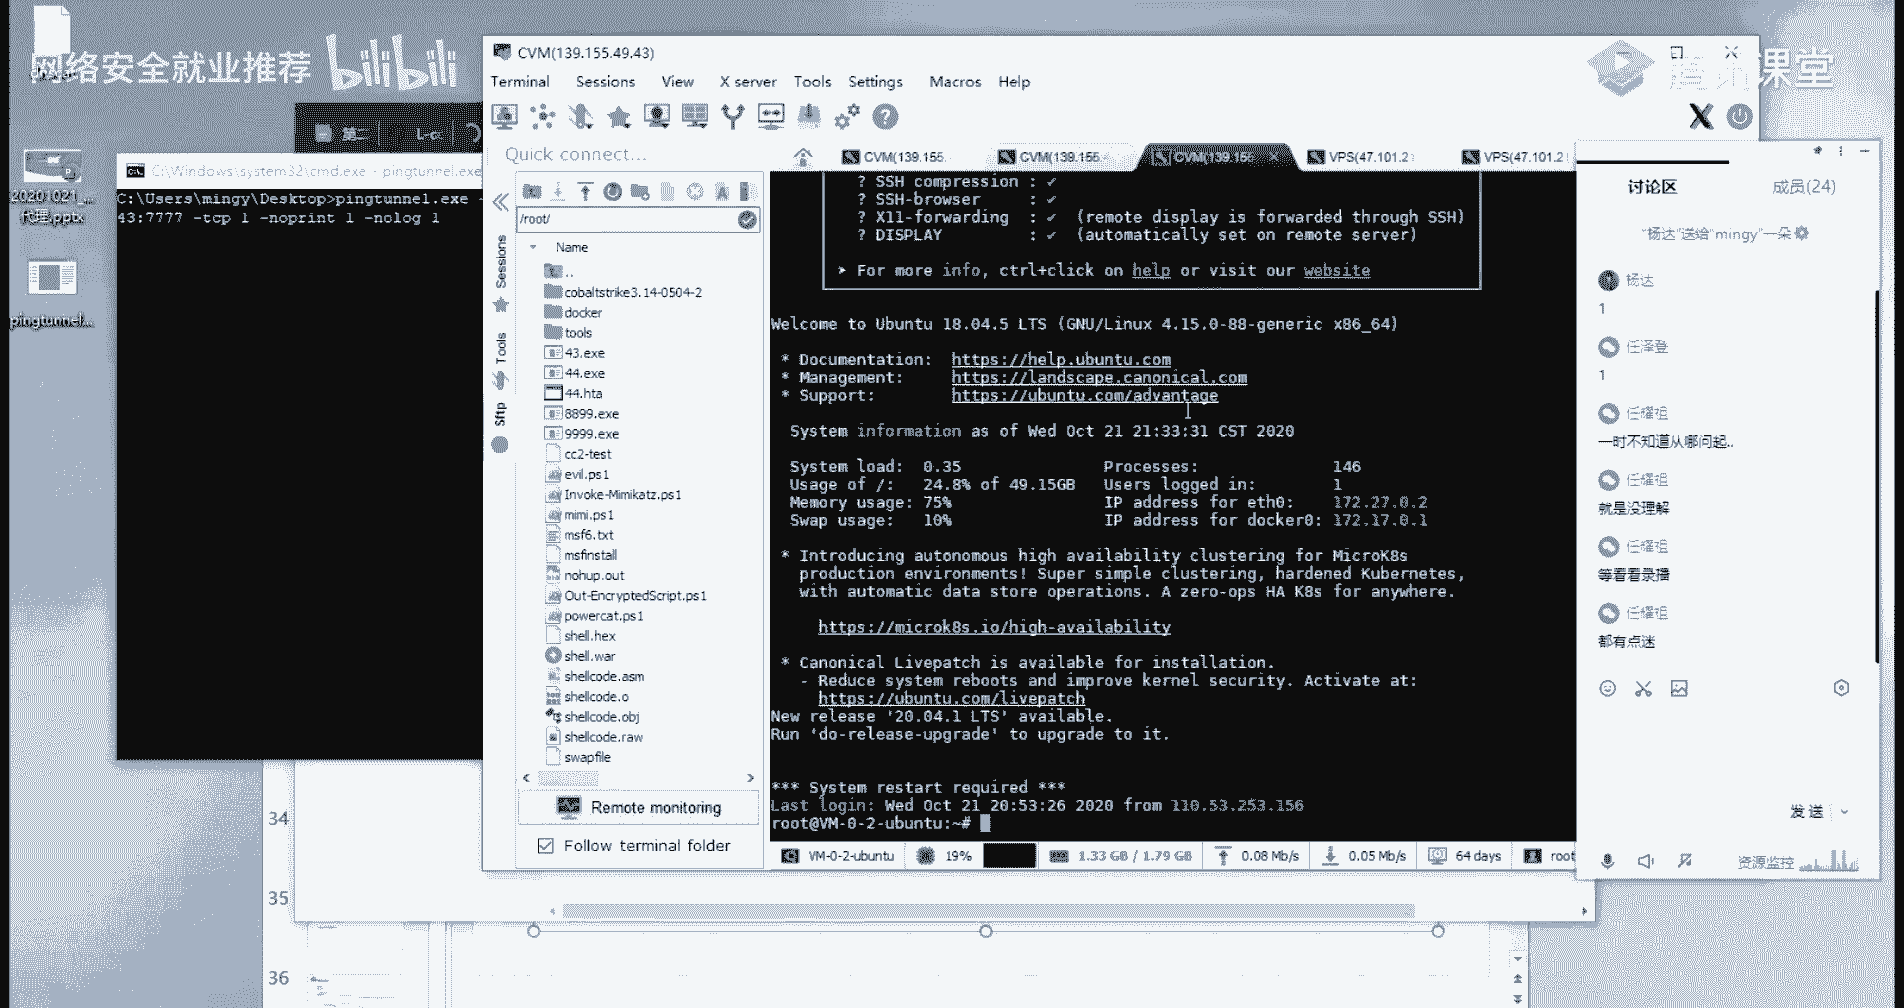 网络安全就业推荐
bilibili
课堂
CVM(139.155.49.43)
Terminal Sessions View X server Tools Settings Macros Help
Quick connect...
CVM(139.155. CVM(139.155. CVM(139.155 VPS(47.101.2 VPS(47.101.2
C:\Windows\system32\cmd.exe - pingtunnel.exe
C:\Users\mingy\Desktop>pingtunnel.exe -
43:7777 -tcp 1 -noprint 1 -nolog 1
20201021_...
代理.pptx
pingtunnel...
第二
Sessions
Tools
Sftp
/root/
Name
..
cobaltstrike3.14-0504-2
docker
tools
43.exe
44.exe
44.hta
8899.exe
9999.exe
cc2-test
evil.ps1
Invoke-Mimikatz.ps1
mimi.ps1
msf6.txt
msfinstall
nohup.out
Out-EncryptedScript.ps1
powercat.ps1
shell.hex
shell.war
shellcode.asm
shellcode.o
shellcode.obj
shellcode.raw
swapfile
Remote monitoring
Follow terminal folder
? SSH compression : ✔
? SSH-browser : ✔
? X11-forwarding : ✔ (remote display is forwarded through SSH)
? DISPLAY : ✔ (automatically set on remote server)
➤ For more info, ctrl+click on help or visit our website
Welcome to Ubuntu 18.04.5 LTS (GNU/Linux 4.15.0-88-generic x86_64)
* Documentation: https://help.ubuntu.com
* Management: https://landscape.canonical.com
* Support: https://ubuntu.com/advantage
System information as of Wed Oct 21 21:33:31 CST 2020
System load: 0.35 Processes: 146
Usage of /: 24.8% of 49.15GB Users logged in: 1
Memory usage: 75% IP address for eth0: 172.27.0.2
Swap usage: 10% IP address for docker0: 172.17.0.1
* Introducing autonomous high availability clustering for MicroK8s
production environments! Super simple clustering, hardened Kubernetes,
with automatic data store operations. A zero-ops HA K8s for anywhere.
https://microk8s.io/high-availability
* Canonical Livepatch is available for installation.
- Reduce system reboots and improve kernel security. Activate at:
https://ubuntu.com/livepatch
New release '20.04.1 LTS' available.
Run 'do-release-upgrade' to upgrade to it.
*** System restart required ***
Last login: Wed Oct 21 20:53:26 2020 from 110.53.253.156
root@VM-0-2-ubuntu:~#
VM-0-2-ubuntu 19% 1.33 GB / 1.79 GB 0.08 Mb/s 0.05 Mb/s 64 days root
讨论区 成员(24)
"杨达"送给"mingy"一朵
杨达
1
任泽登
1
任耀祖
一时不知道从哪问起..
任耀祖
就是没理解
任耀祖
等看看录播
任耀祖
都有点迷
发送
资源监控
34
35
36